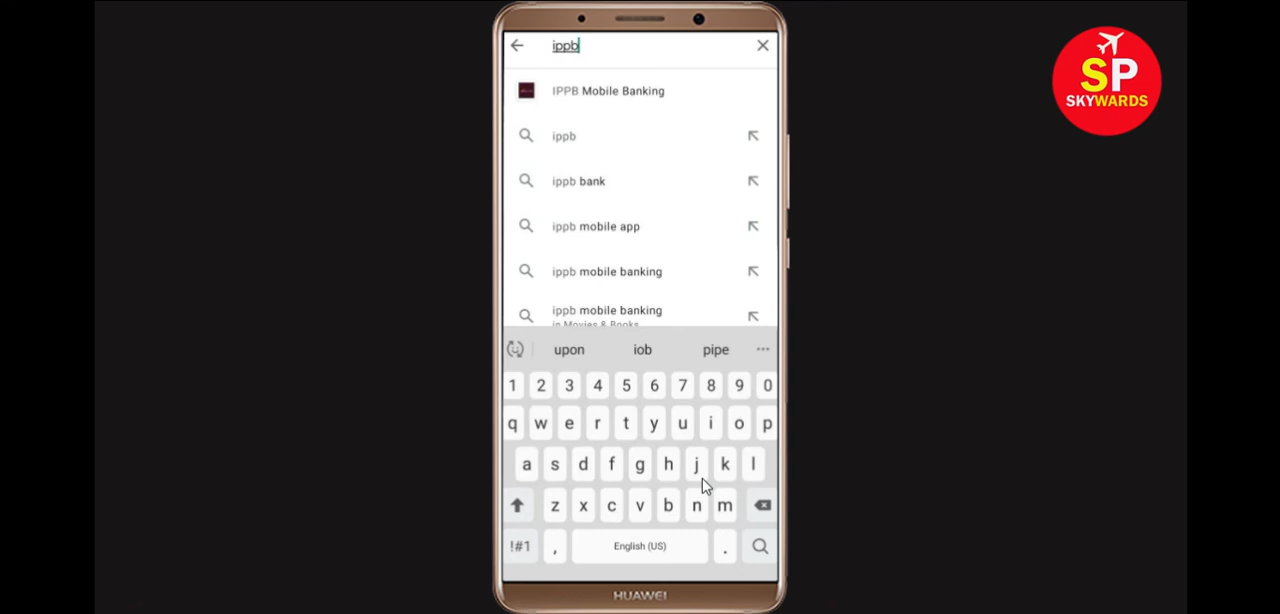 ippb
SP
SKYWARDS
IPPB Mobile Banking
ippb
ippb bank
ippb mobile app
ippb mobile banking
ippb mobile banking
in Movies & Books
upon iob pipe ...
1 2 3 4 5 6 7 8 9 0
q w e r t y u i o p
a s d f g h j k l
z x c v b n m
!#1 , English (US) .
HUAWEI